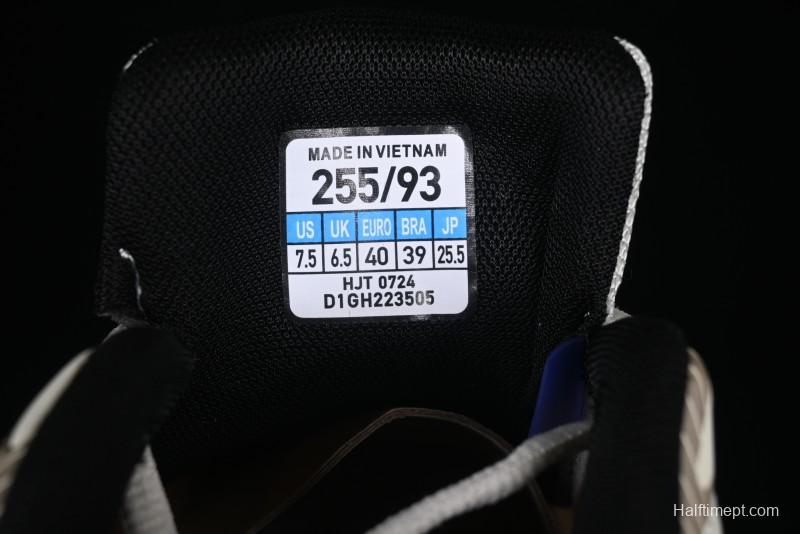 MADE IN VIETNAM
255/93
US UK EURO BRA JP
7.5 6.5 40 39 25.5
HJT 0724
D1GH223505
Halftimept.com